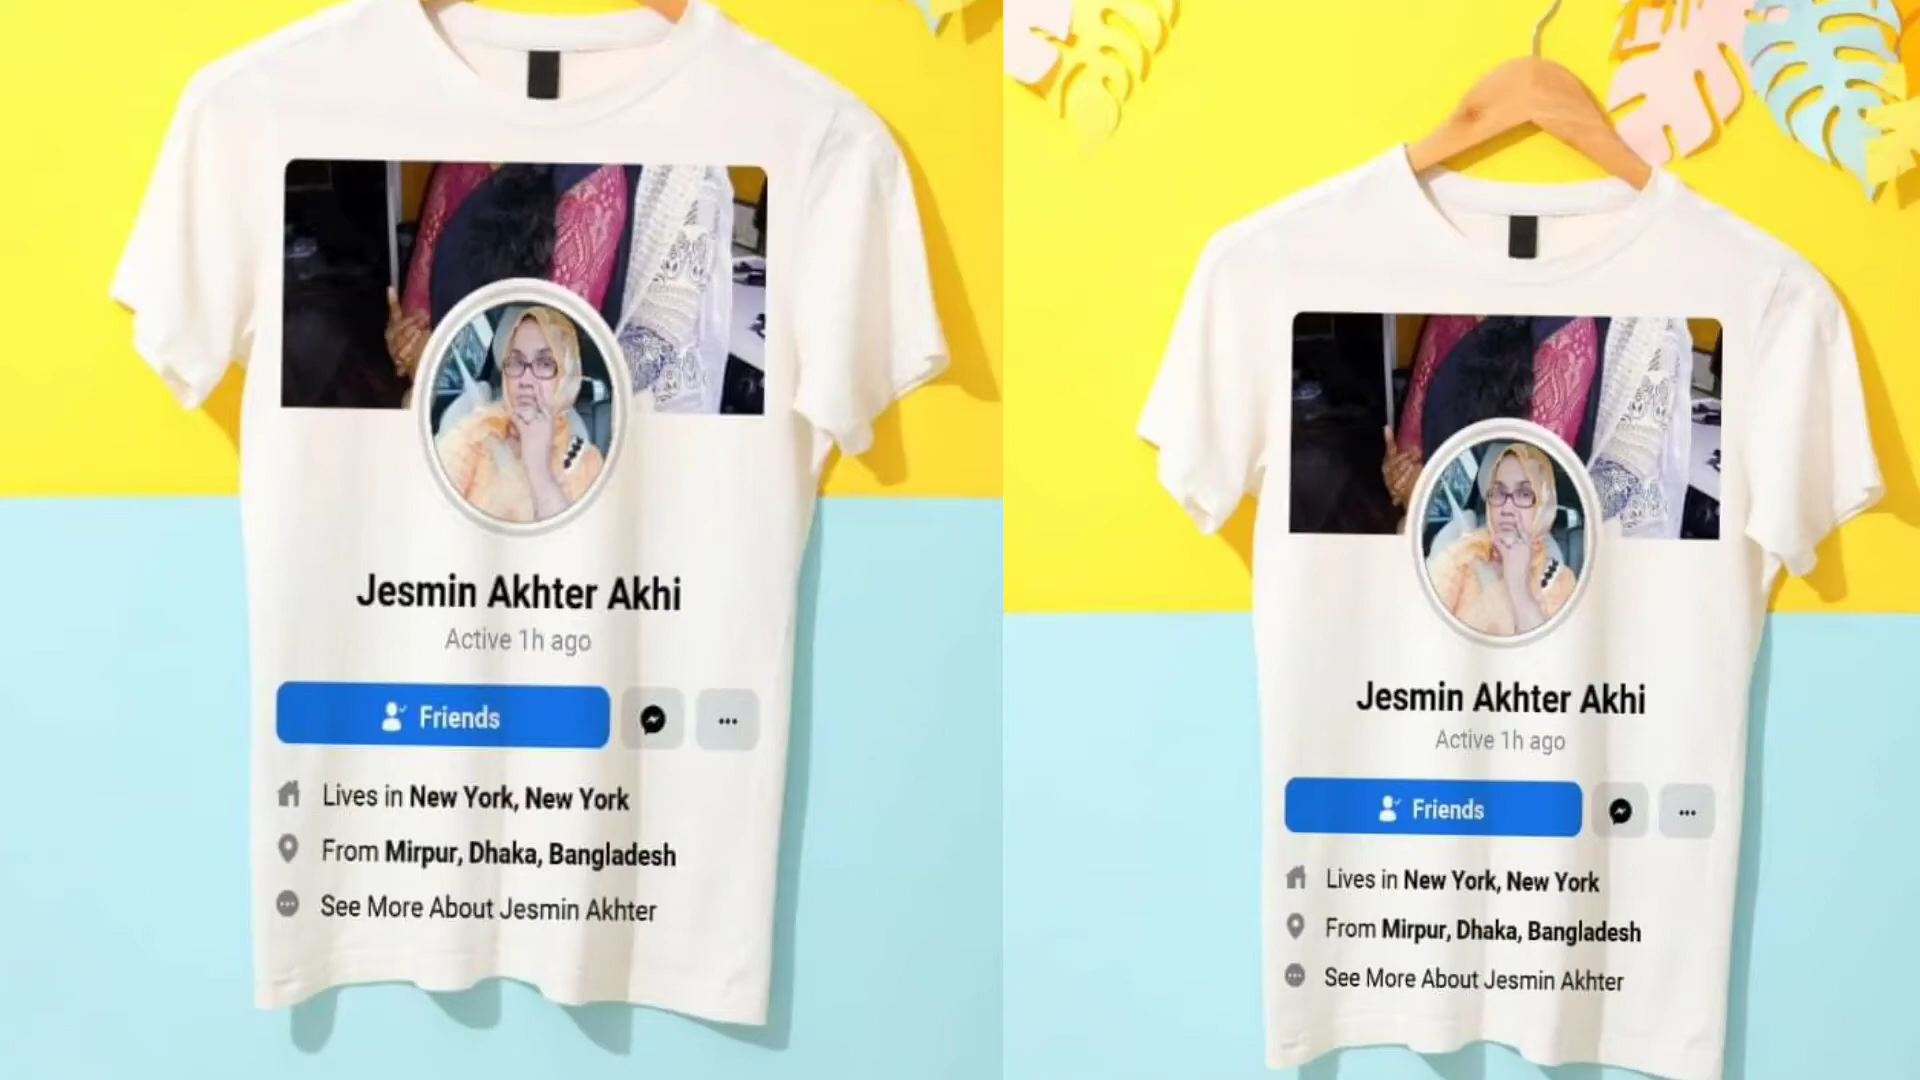 Jesmin Akhter Akhi
Active 1h ago
Friends
Lives in New York, New York
From Mirpur, Dhaka, Bangladesh
See More About Jesmin Akhter
Jesmin Akhter Akhi
Active 1h ago
Friends
Lives in New York, New York
From Mirpur, Dhaka, Bangladesh
See More About Jesmin Akhter